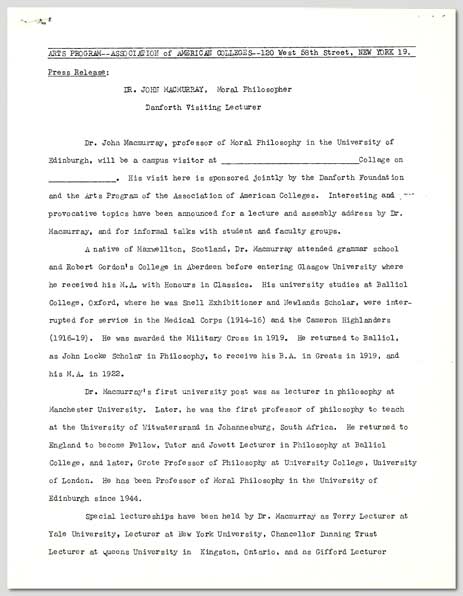 ARTS PROGRAM--ASSOCIATION of AMERICAN COLLEGES--120 West 58th Street, NEW YORK 19.
Press Release:
DR. JOHN MACMURRAY, Moral Philosopher
Danforth Visiting Lecturer
Dr. John Macmurray, professor of Moral Philosophy in the University of
Edinburgh, will be a campus visitor at ____________________College on
__________. His visit here is sponsored jointly by the Danforth Foundation
and the Arts Program of the Association of American Colleges. Interesting and
provocative topics have been announced for a lecture and assembly address by Dr.
Macmurray, and for informal talks with student and faculty groups.
A native of Maxwellton, Scotland, Dr. Macmurray attended grammar school
and Robert Gordon's College in Aberdeen before entering Glasgow University where
he received his M.A. with Honours in Classics. His university studies at Balliol
College, Oxford, where he was Snell Exhibitioner and Newlands Scholar, were inter-
rupted for service in the Medical Corps (1914-16) and the Cameron Highlanders
(1916-19). He was awarded the Military Cross in 1919. He returned to Balliol,
as John Locke Scholar in Philosophy, to receive his B.A. in Greats in 1919, and
his M.A. in 1922.
Dr. Macmurray's first university post was as lecturer in philosophy at
Manchester University. Later, he was the first professor of philosophy to teach
at the University of Witwatersrand in Johannesburg, South Africa. He returned to
England to become Fellow, Tutor and Jowett Lecturer in Philosophy at Balliol
College, and later, Grote Professor of Philosophy at University College, University
of London. He has been Professor of Moral Philosophy in the University of
Edinburgh since 1944.
Special lectureships have been held by Dr. Macmurray as Terry Lecturer at
Yale University, Lecturer at New York University, Chancellor Dunning Trust
Lecturer at Queens University in Kingston, Ontario, and as Gifford Lecturer